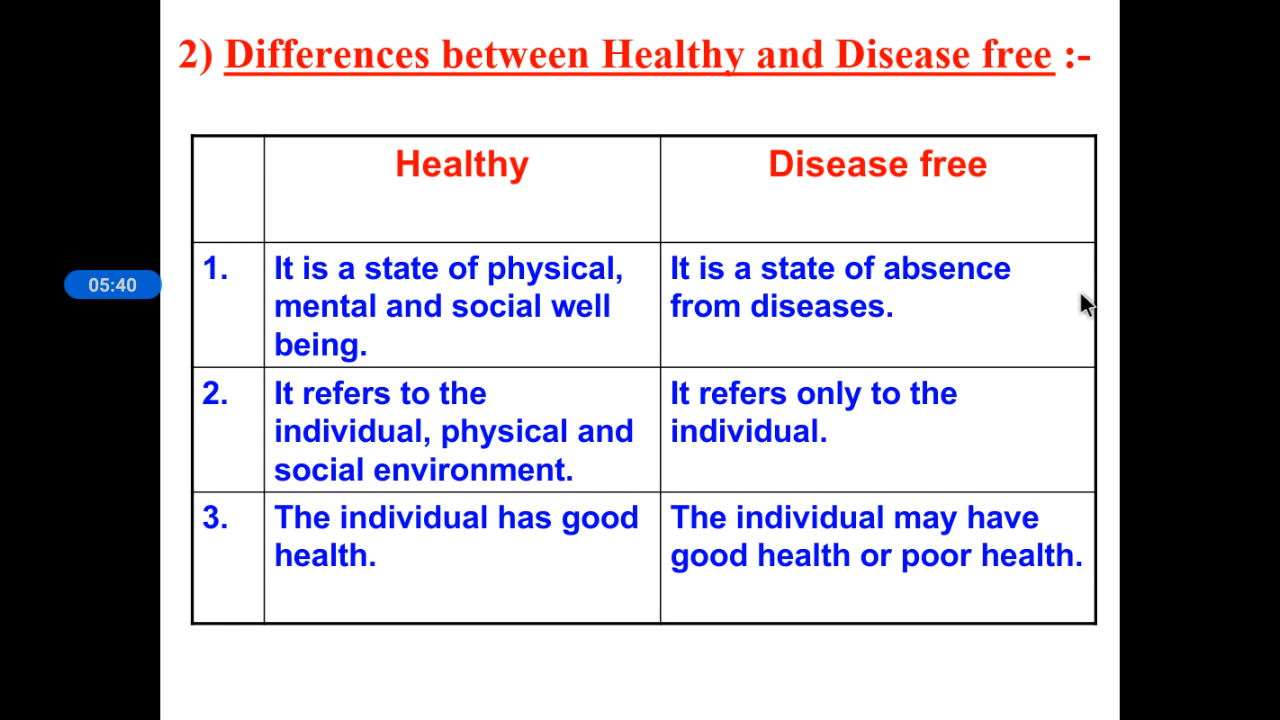 2) Differences between Healthy and Disease free :-
Healthy
Disease free
1.
It is a state of physical,
mental and social well
being.
It is a state of absence
from diseases.
05:40
2.
It refers to the
individual, physical and
social environment.
It refers only to the
individual.
3.
The individual has good
health.
The individual may have
good health or poor health.